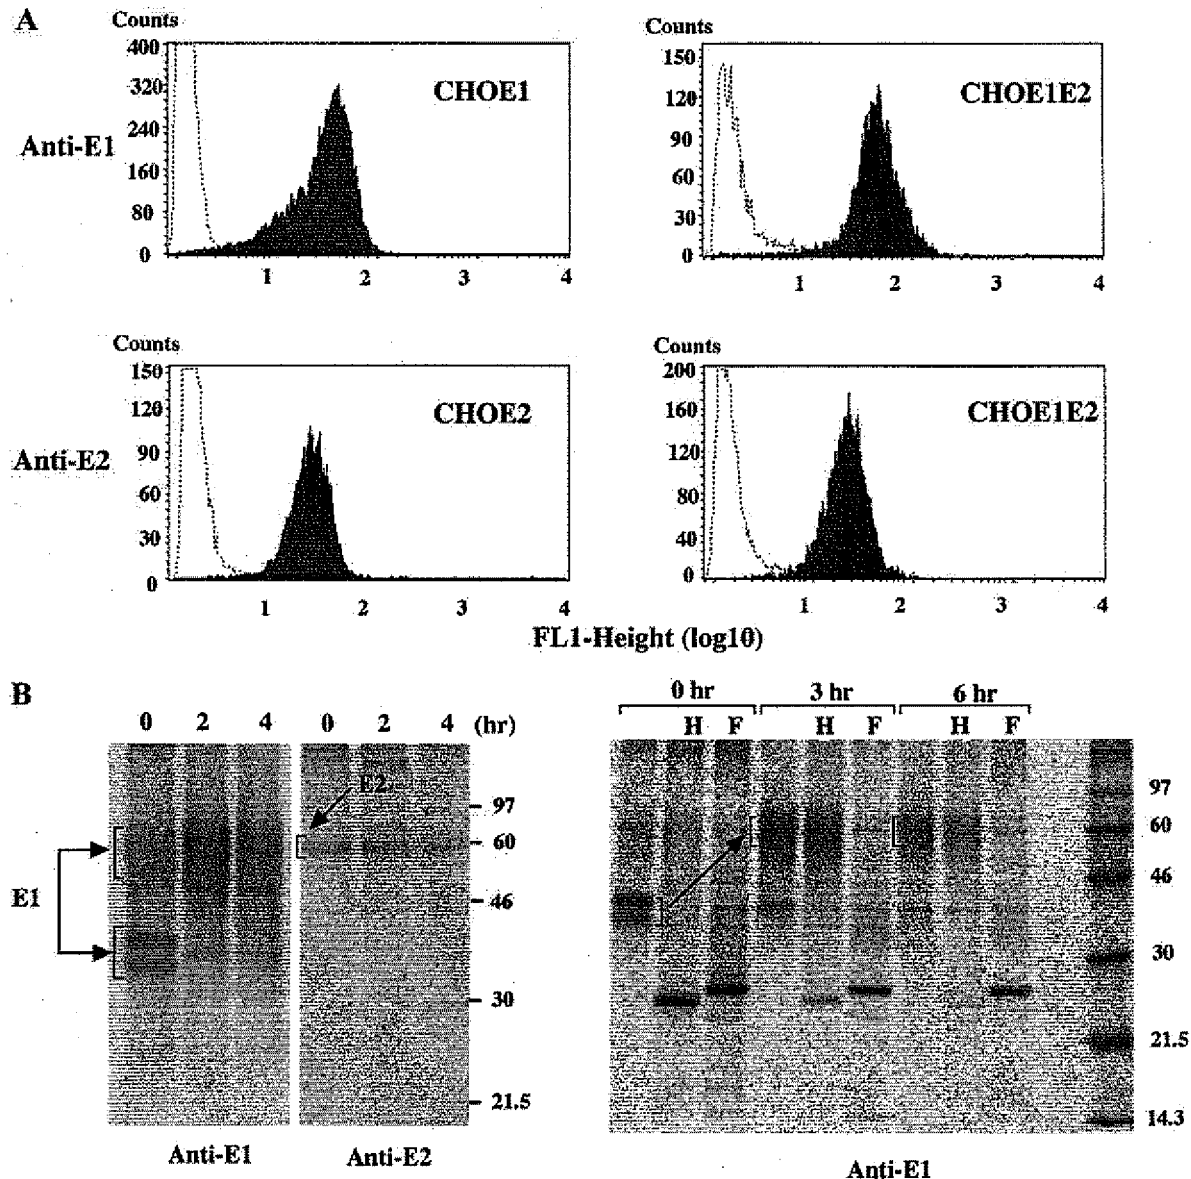 A
Counts
400
320
240
160
80
0
CHOE1
1 2 3 4
Anti-E1
Counts
150
120
90
60
30
0
CHOE1E2
1 2 3 4
Counts
150
120
90
60
30
0
CHOE2
1 2 3 4
Anti-E2
Counts
200
160
120
80
40
0
CHOE1E2
1 2 3 4
FL1-Height (log10)
B
0 2 4 0 2 4 (hr)
E2
E1
97
60
46
30
21.5
Anti-E1 Anti-E2
0 hr 3 hr 6 hr
H F H F H F
97
60
46
30
21.5
14.3
Anti-E1